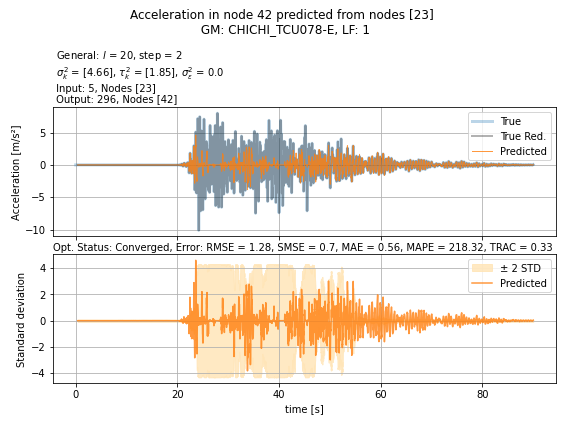 Acceleration in node 42 predicted from nodes [23]
GM: CHICHI_TCU078-E, LF: 1
General: l = 20, step = 2
σ²ₖ = [4.66], τ²ₖ = [1.85], σ²ε = 0.0
Input: 5, Nodes [23]
Output: 296, Nodes [42]
Acceleration [m/s²]
5
0
−5
−10
True
True Red.
Predicted
Opt. Status: Converged, Error: RMSE = 1.28, SMSE = 0.7, MAE = 0.56, MAPE = 218.32, TRAC = 0.33
Standard deviation
4
2
0
−2
−4
± 2 STD
Predicted
0 20 40 60 80
time [s]